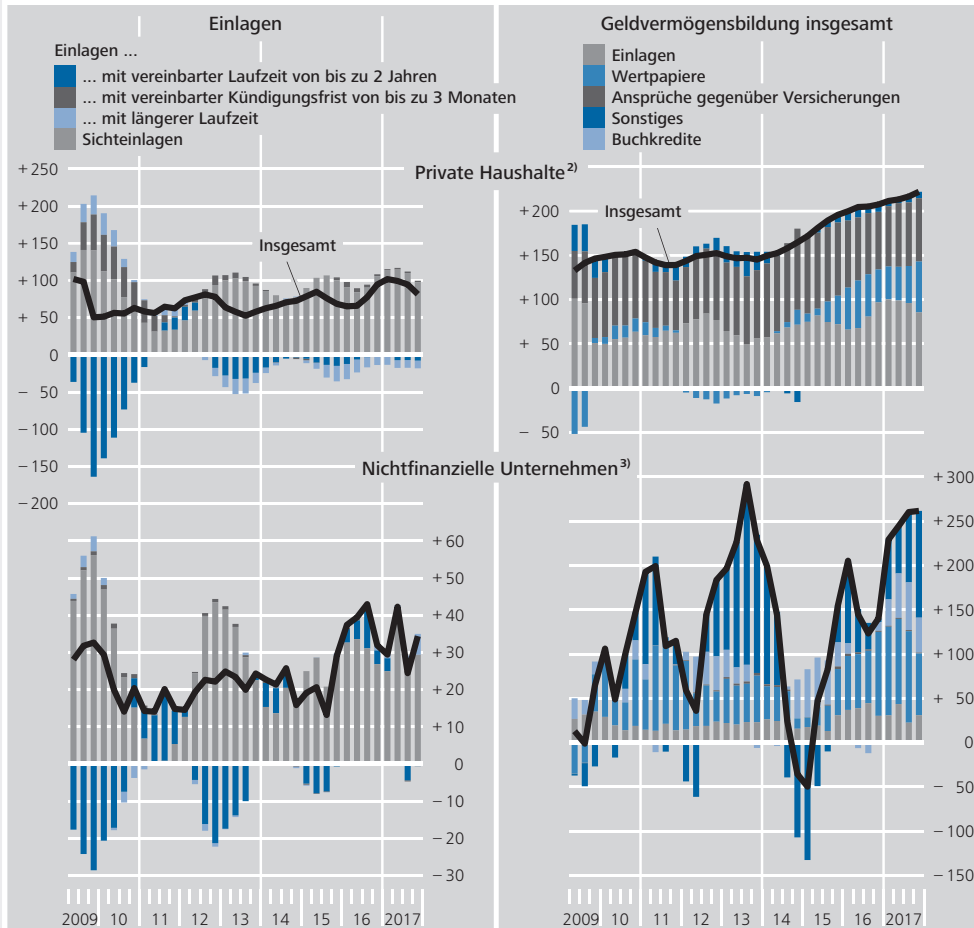 Einlagen
Einlagen ...
... mit vereinbarter Laufzeit von bis zu 2 Jahren
... mit vereinbarter Kündigungsfrist von bis zu 3 Monaten
... mit längerer Laufzeit
Sichteinlagen
Geldvermögensbildung insgesamt
Einlagen
Wertpapiere
Ansprüche gegenüber Versicherungen
Sonstiges
Buchkredite
Private Haushalte 2)
+ 250
+ 200
+ 150
+ 100
+ 50
0
− 50
− 100
− 150
− 200
Insgesamt
+ 200
+ 150
+ 100
+ 50
0
− 50
Insgesamt
Nichtfinanzielle Unternehmen 3)
+ 60
+ 50
+ 40
+ 30
+ 20
+ 10
0
− 10
− 20
− 30
+ 300
+ 250
+ 200
+ 150
+ 100
+ 50
0
− 50
− 100
− 150
2009 10 11 12 13 14 15 16 2017
2009 10 11 12 13 14 15 16 2017